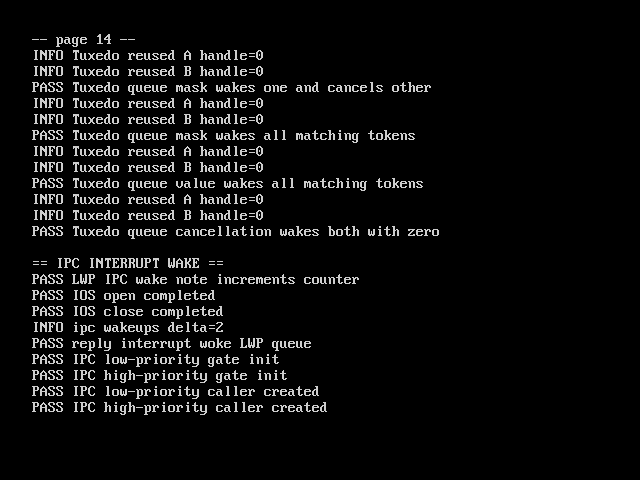 -- page 14 --
INFO Tuxedo reused A handle=0
INFO Tuxedo reused B handle=0
PASS Tuxedo queue mask wakes one and cancels other
INFO Tuxedo reused A handle=0
INFO Tuxedo reused B handle=0
PASS Tuxedo queue mask wakes all matching tokens
INFO Tuxedo reused A handle=0
INFO Tuxedo reused B handle=0
PASS Tuxedo queue value wakes all matching tokens
INFO Tuxedo reused A handle=0
INFO Tuxedo reused B handle=0
PASS Tuxedo queue cancellation wakes both with zero

== IPC INTERRUPT WAKE ==
PASS LWP IPC wake note increments counter
PASS IOS open completed
PASS IOS close completed
INFO ipc wakeups delta=2
PASS reply interrupt woke LWP queue
PASS IPC low-priority gate init
PASS IPC high-priority gate init
PASS IPC low-priority caller created
PASS IPC high-priority caller created